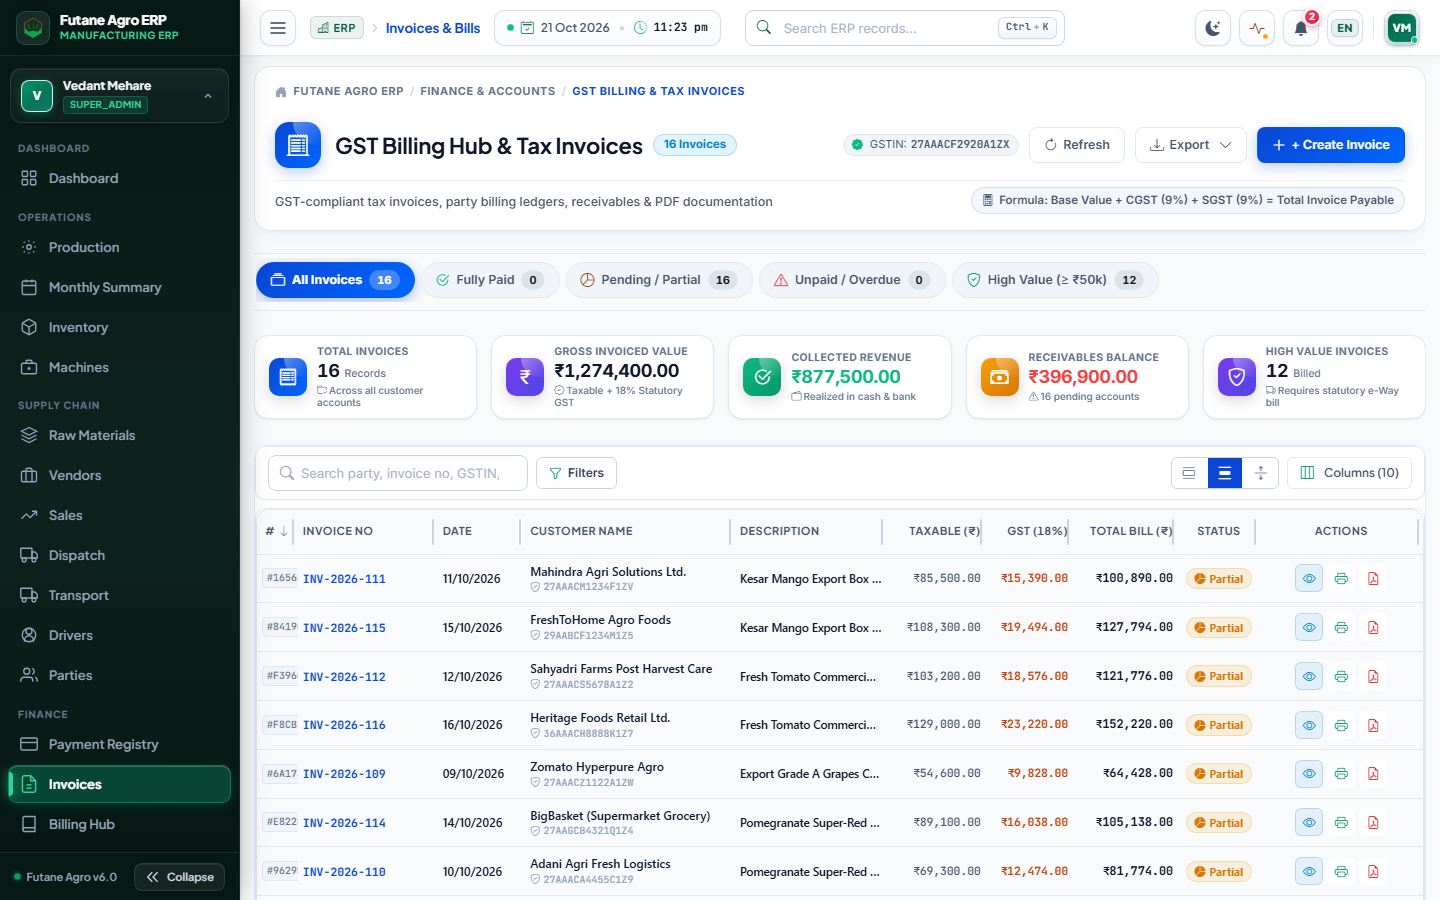 Futane Agro ERP
MANUFACTURING ERP
V
Vedant Mehare
SUPER_ADMIN
DASHBOARD
Dashboard
OPERATIONS
Production
Monthly Summary
Inventory
Machines
SUPPLY CHAIN
Raw Materials
Vendors
Sales
Dispatch
Transport
Drivers
Parties
FINANCE
Payment Registry
Invoices
Billing Hub
Futane Agro v6.0
Collapse
ERP
Invoices & Bills
21 Oct 2026 • 11:23 pm
Search ERP records...
Ctrl+K
2
EN
VM
FUTANE AGRO ERP / FINANCE & ACCOUNTS / GST BILLING & TAX INVOICES
GST Billing Hub & Tax Invoices
16 Invoices
GSTIN: 27AAACF2920A1ZX
Refresh
Export
+ Create Invoice
GST-compliant tax invoices, party billing ledgers, receivables & PDF documentation
Formula: Base Value + CGST (9%) + SGST (9%) = Total Invoice Payable
All Invoices 16
Fully Paid 0
Pending / Partial 16
Unpaid / Overdue 0
High Value (≥ ₹50k) 12
TOTAL INVOICES
16 Records
Across all customer
accounts
₹
GROSS INVOICED VALUE
₹1,274,400.00
Taxable + 18% Statutory
GST
COLLECTED REVENUE
₹877,500.00
Realized in cash & bank
RECEIVABLES BALANCE
₹396,900.00
16 pending accounts
HIGH VALUE INVOICES
12 Billed
Requires statutory e-Way
bill
Search party, invoice no, GSTIN,
Filters
Columns (10)
# ↓ INVOICE NO DATE CUSTOMER NAME DESCRIPTION TAXABLE (₹) GST (18%) TOTAL BILL (₹) STATUS ACTIONS
#1656 INV-2026-111 11/10/2026 Mahindra Agri Solutions Ltd. Kesar Mango Export Box ... ₹85,500.00 ₹15,390.00 ₹100,890.00 Partial
27AAACM1234F1ZV
#8419 INV-2026-115 15/10/2026 FreshToHome Agro Foods Kesar Mango Export Box ... ₹108,300.00 ₹19,494.00 ₹127,794.00 Partial
29AABCF1234M1Z5
#F396 INV-2026-112 12/10/2026 Sahyadri Farms Post Harvest Care Fresh Tomato Commerci... ₹103,200.00 ₹18,576.00 ₹121,776.00 Partial
27AAACS5678A1Z2
#F8CB INV-2026-116 16/10/2026 Heritage Foods Retail Ltd. Fresh Tomato Commerci... ₹129,000.00 ₹23,220.00 ₹152,220.00 Partial
36AAACH8888K1Z7
#6A17 INV-2026-109 09/10/2026 Zomato Hyperpure Agro Export Grade A Grapes C... ₹54,600.00 ₹9,828.00 ₹64,428.00 Partial
27AAACZ1122A1ZW
#E822 INV-2026-114 14/10/2026 BigBasket (Supermarket Grocery) Pomegranate Super-Red ... ₹89,100.00 ₹16,038.00 ₹105,138.00 Partial
27AAGCB4321Q1Z4
#9629 INV-2026-110 10/10/2026 Adani Agri Fresh Logistics Pomegranate Super-Red ... ₹69,300.00 ₹12,474.00 ₹81,774.00 Partial
27AAACA4455C1Z9